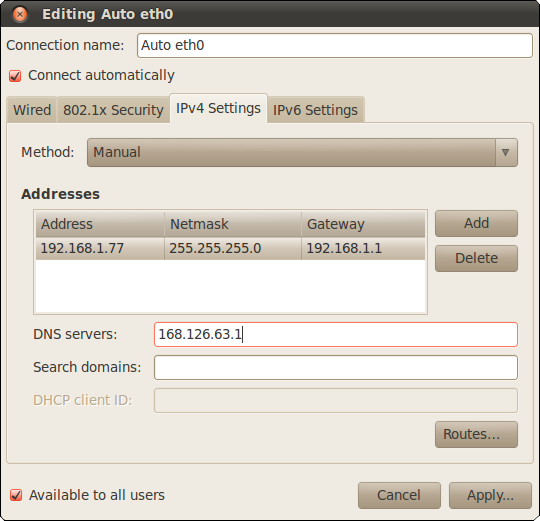 Editing Auto eth0
Connection name: Auto eth0
Connect automatically
Wired 802.1x Security IPv4 Settings IPv6 Settings
Method: Manual
Addresses
Address Netmask Gateway Add
192.168.1.77 255.255.255.0 192.168.1.1
Delete
DNS servers: 168.126.63.1
Search domains:
DHCP client ID:
Routes...
Available to all users Cancel Apply...